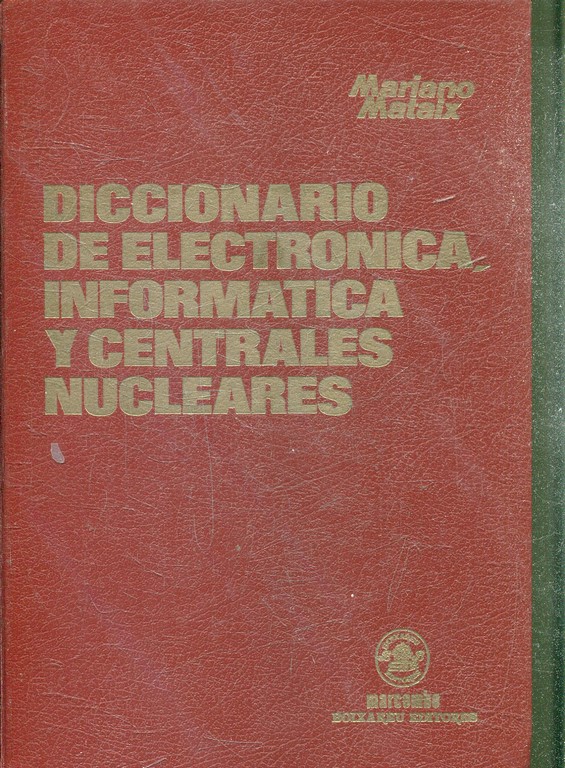 Mariano
Mataix
DICCIONARIO
DE ELECTRONICA,
INFORMATICA
Y CENTRALES
NUCLEARES
marcombo
BOIXAREU EDITORES